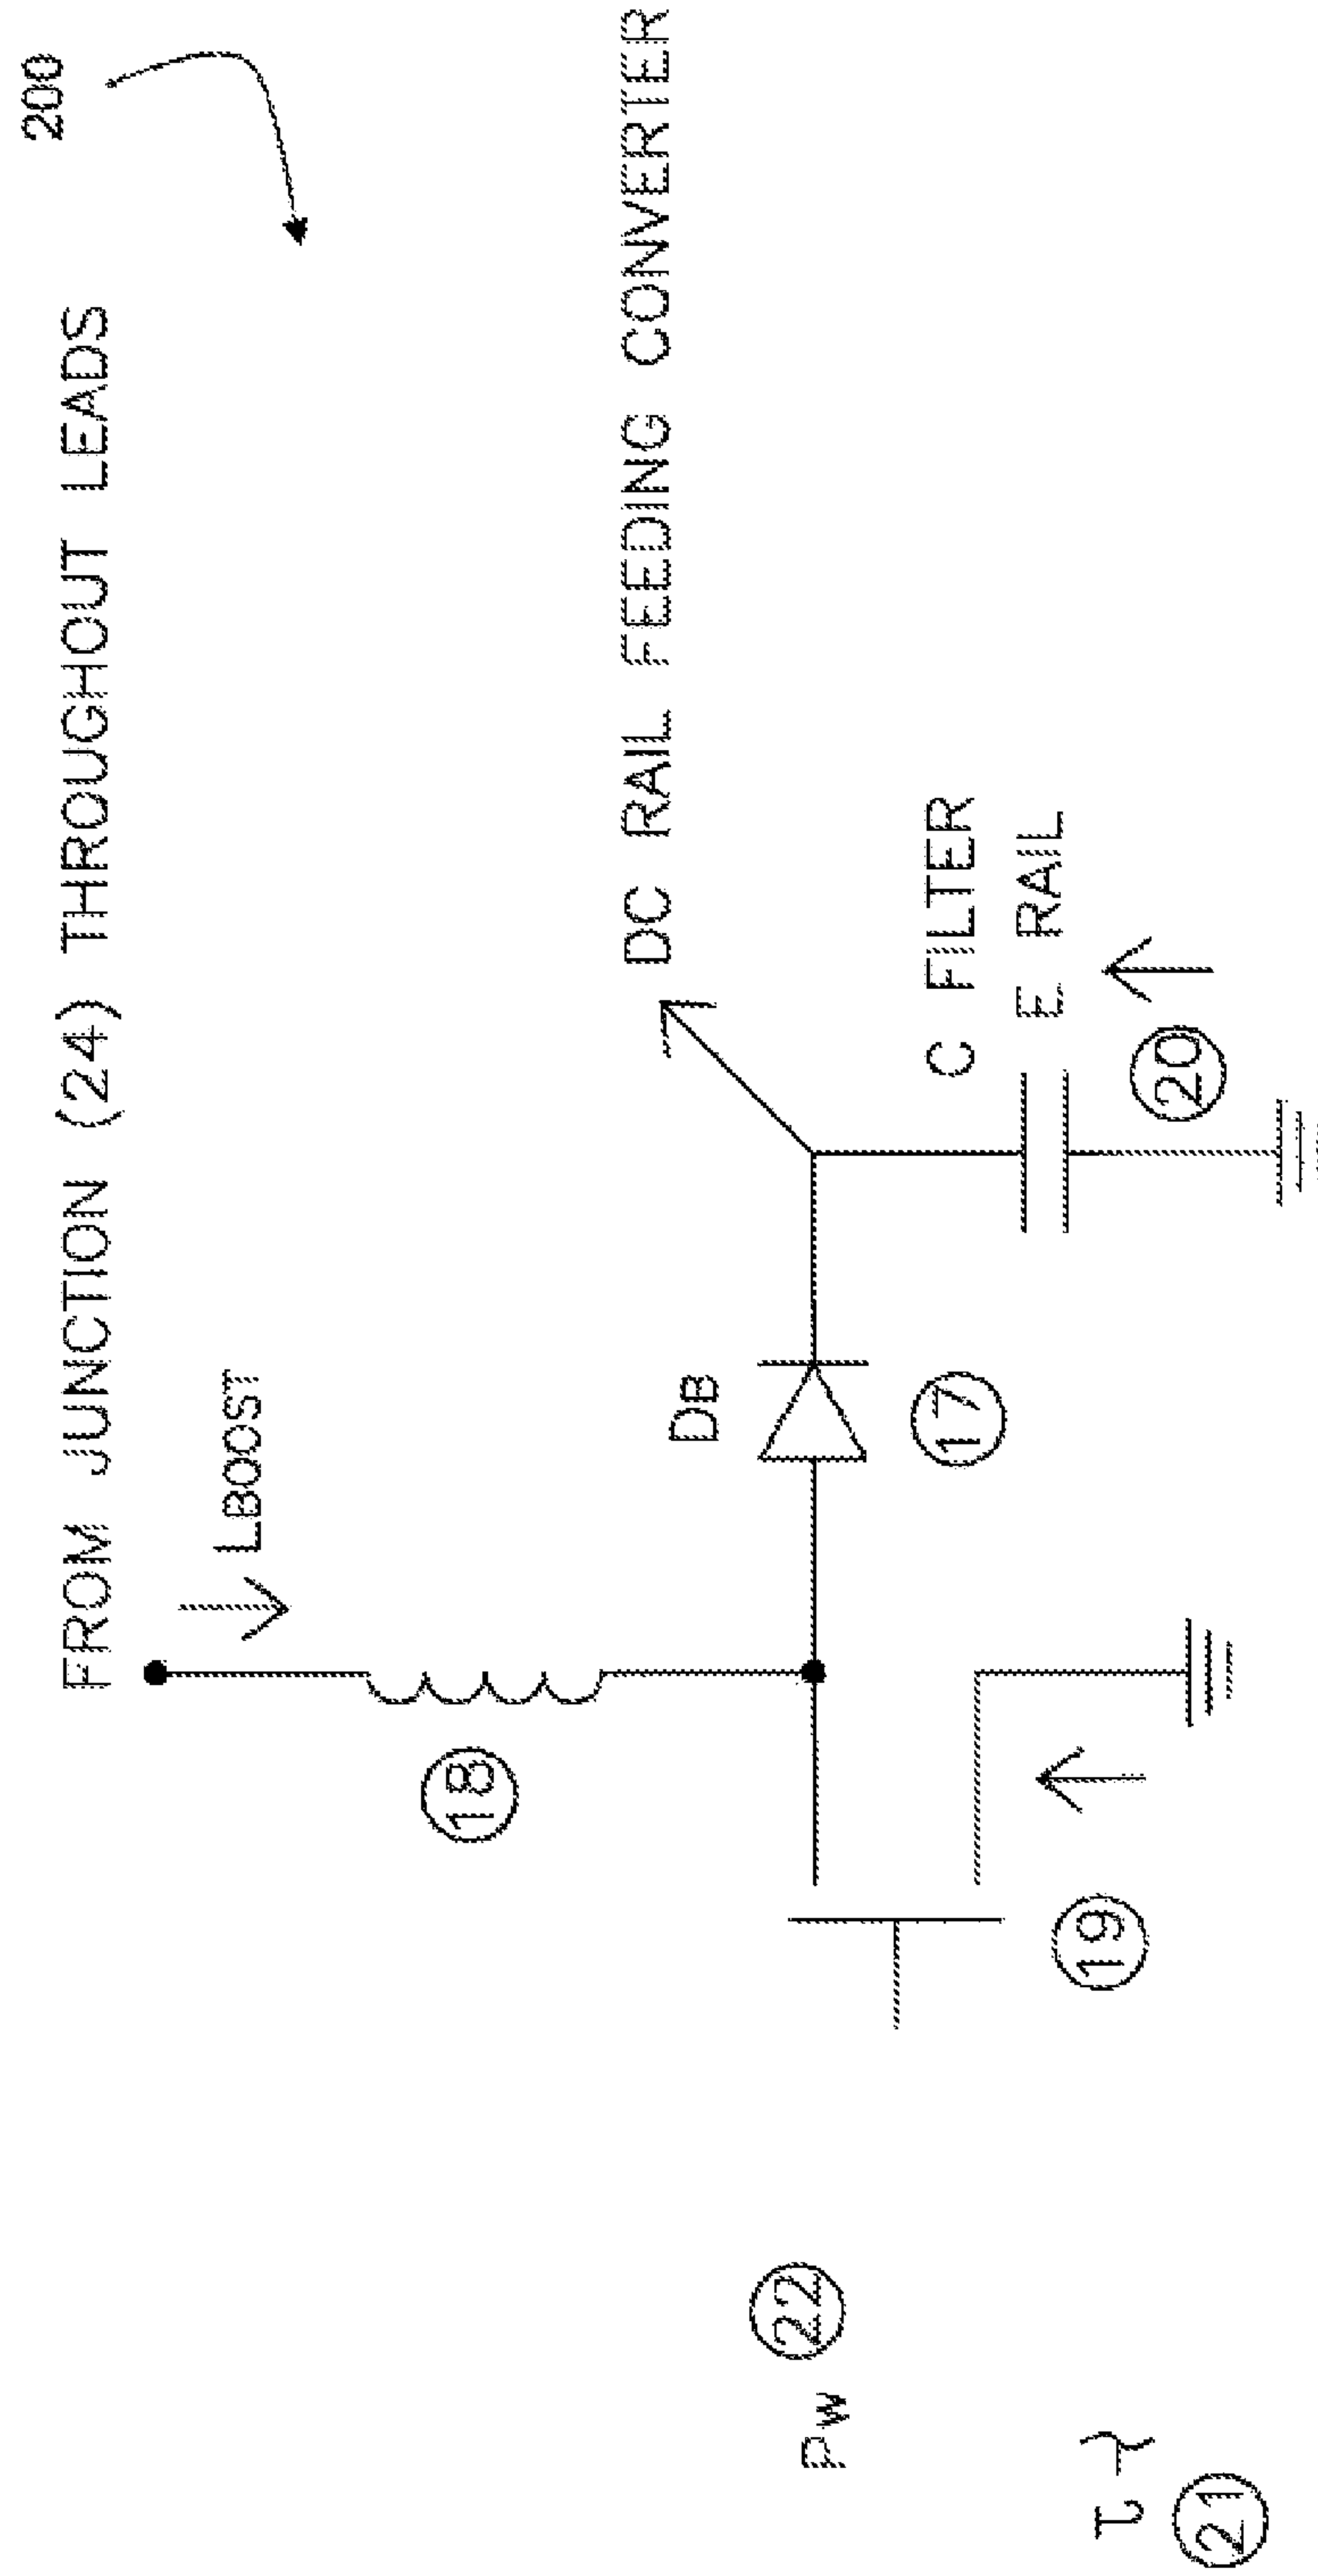 200
FROM JUNCTION (24) THROUGHOUT LEADS
LBOOST
18
DC RAIL FEEDING CONVERTER
DB
17
C FILTER
E RAIL
20
19
22
PW
21